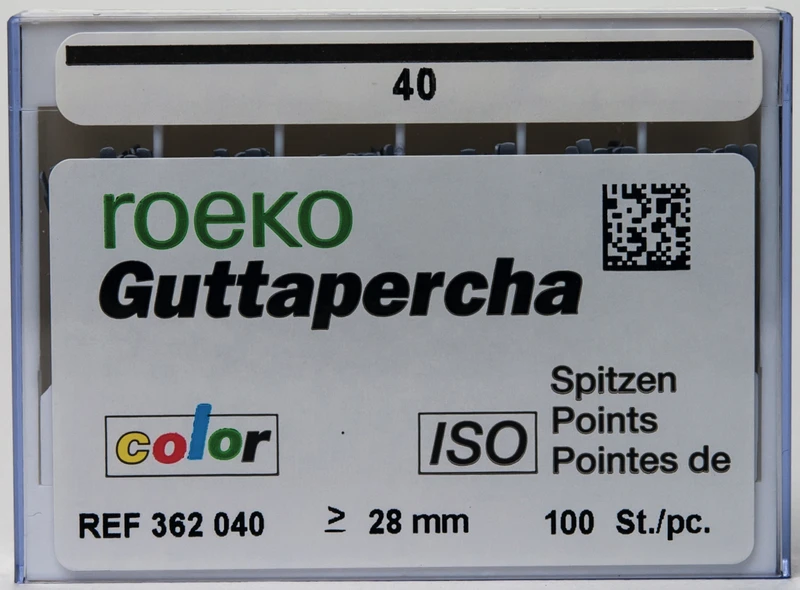 40
roeko
Guttapercha
color
ISO
Spitzen
Points
Pointes de
REF 362 040 ≥ 28 mm 100 St./pc.